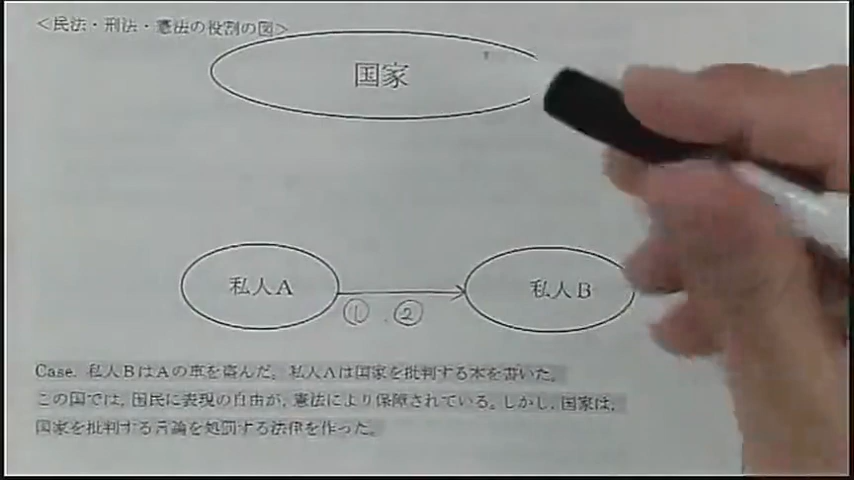 <民法・刑法・憲法の役割の図>
国家
私人A
私人B
① . ②
Case. 私人BはAの車を盗んだ。私人Aは国家を批判する本を書いた。
この国では, 国民に表現の自由が, 憲法により保障されている。しかし, 国家は,
国家を批判する言論を処罰する法律を作った。